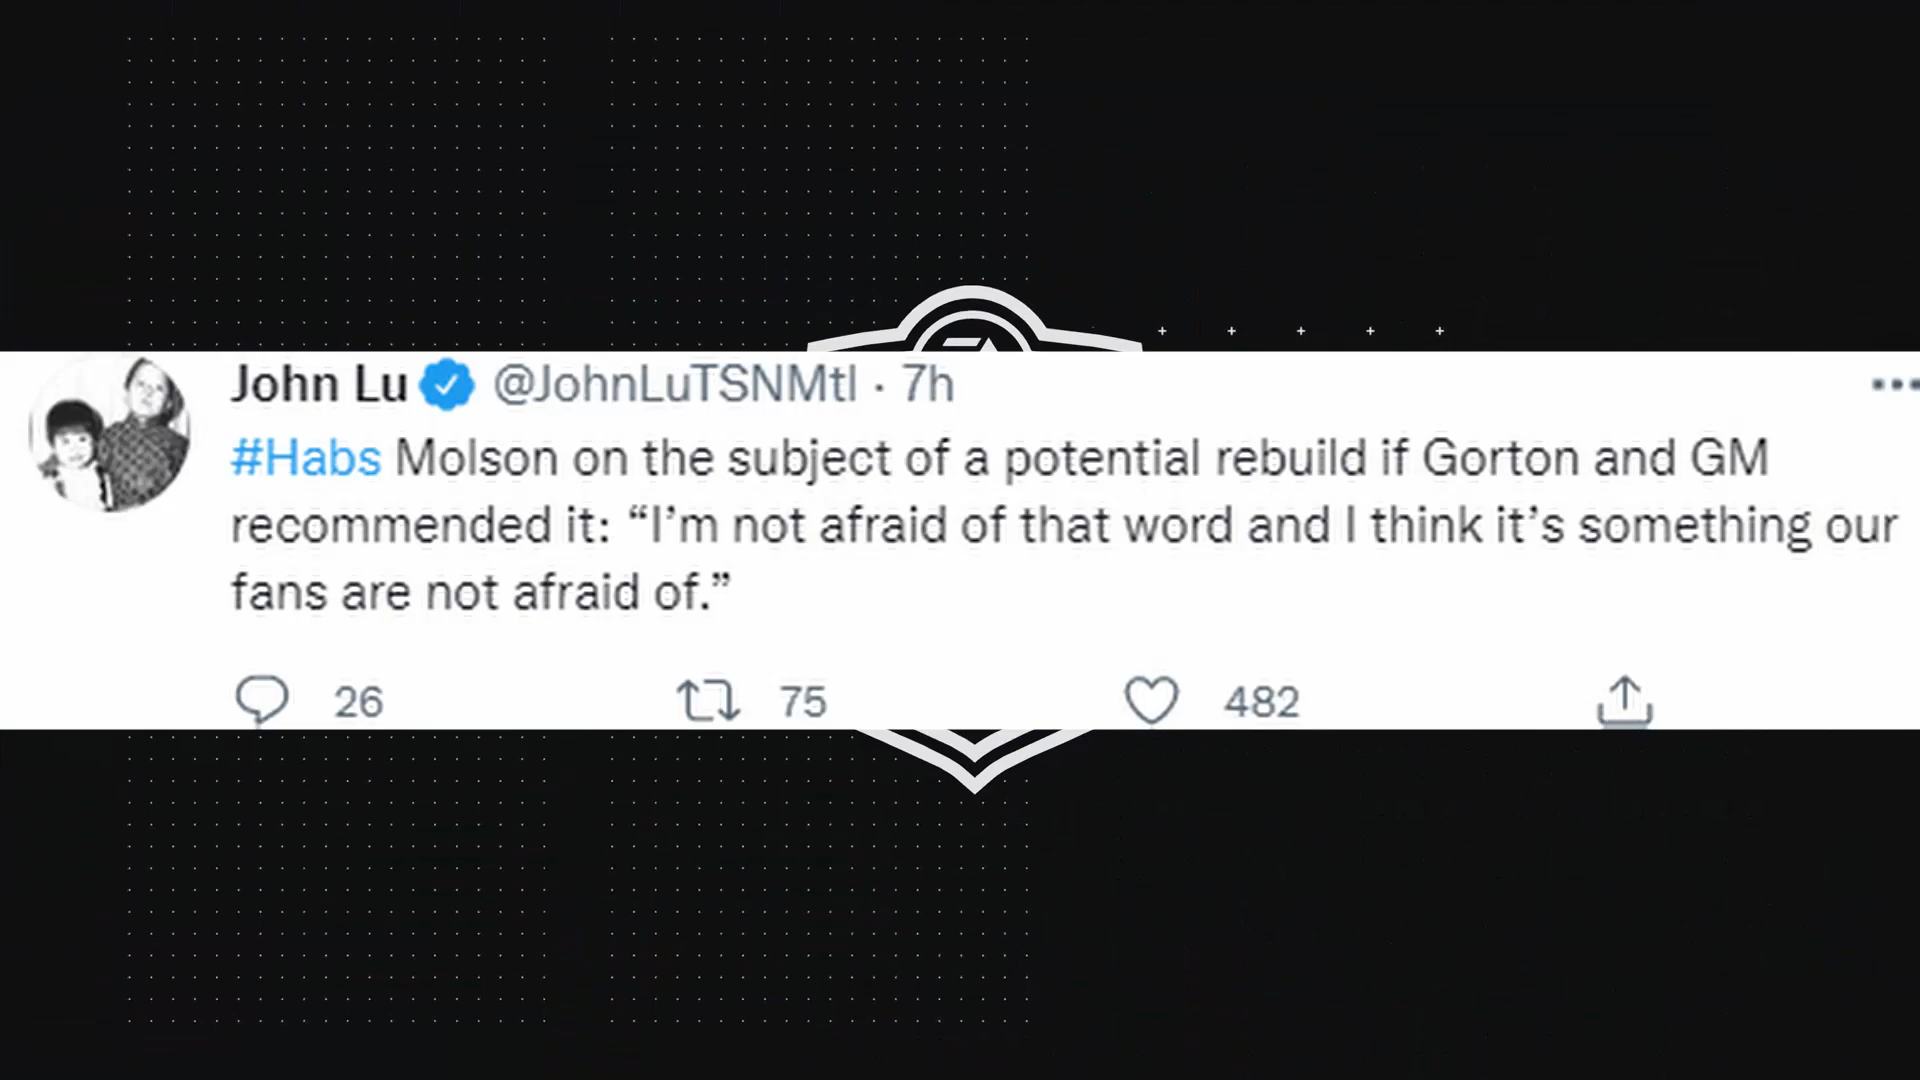 John Lu @JohnLuTSNMtl · 7h
#Habs Molson on the subject of a potential rebuild if Gorton and GM
recommended it: “I’m not afraid of that word and I think it’s something our
fans are not afraid of.”
26 75 482